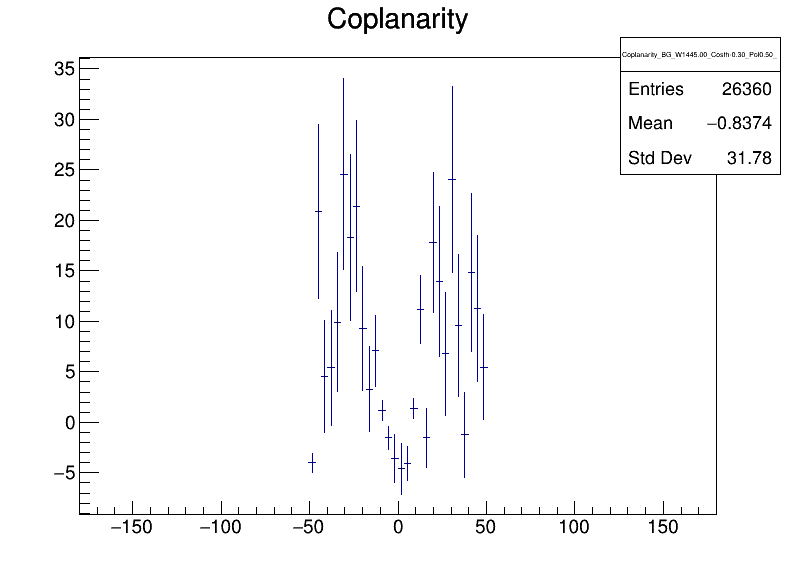 Coplanarity
Coplanarity_BG_W1445.00_Costh-0.30_Pol0.50_
Entries 26360
Mean −0.8374
Std Dev 31.78
35
30
25
20
15
10
5
0
−5
−150 −100 −50 0 50 100 150